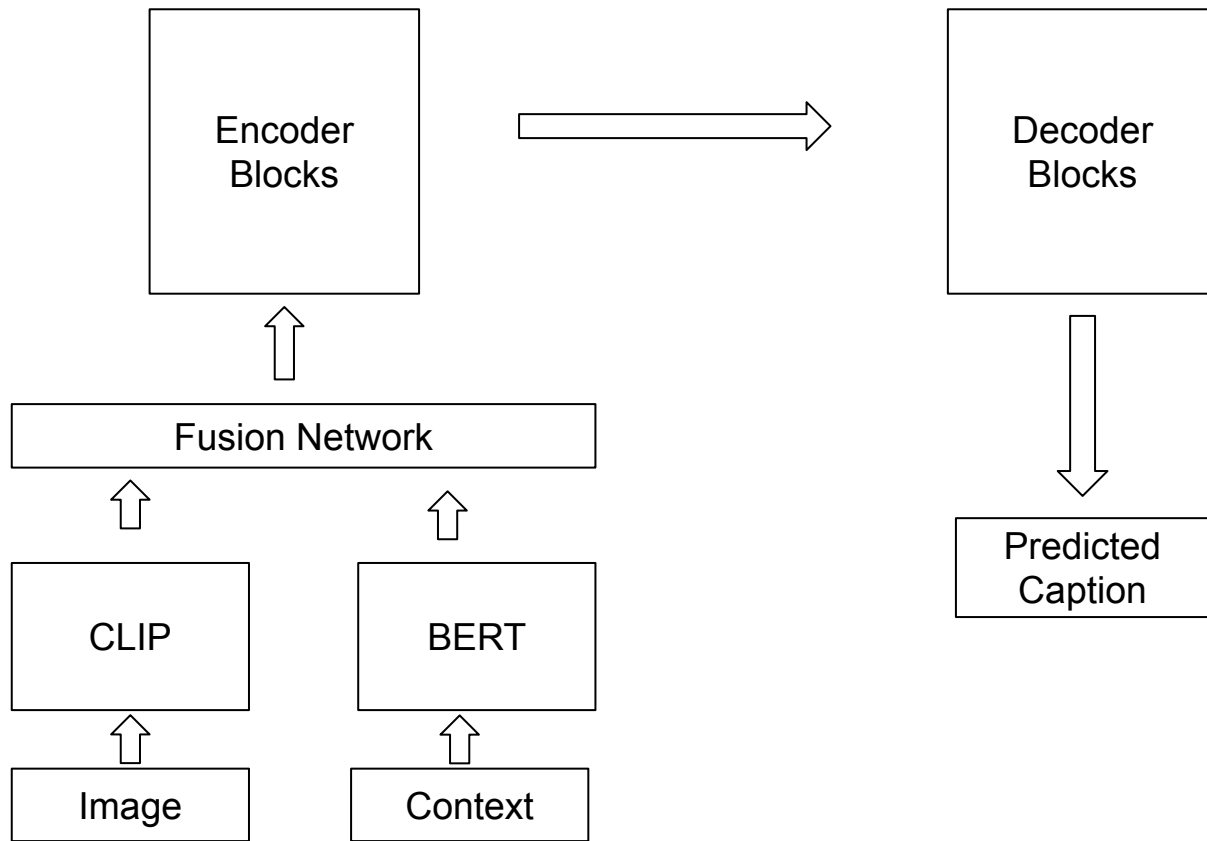 Encoder
Blocks
Decoder
Blocks
Fusion Network
CLIP
BERT
Predicted
Caption
Image
Context